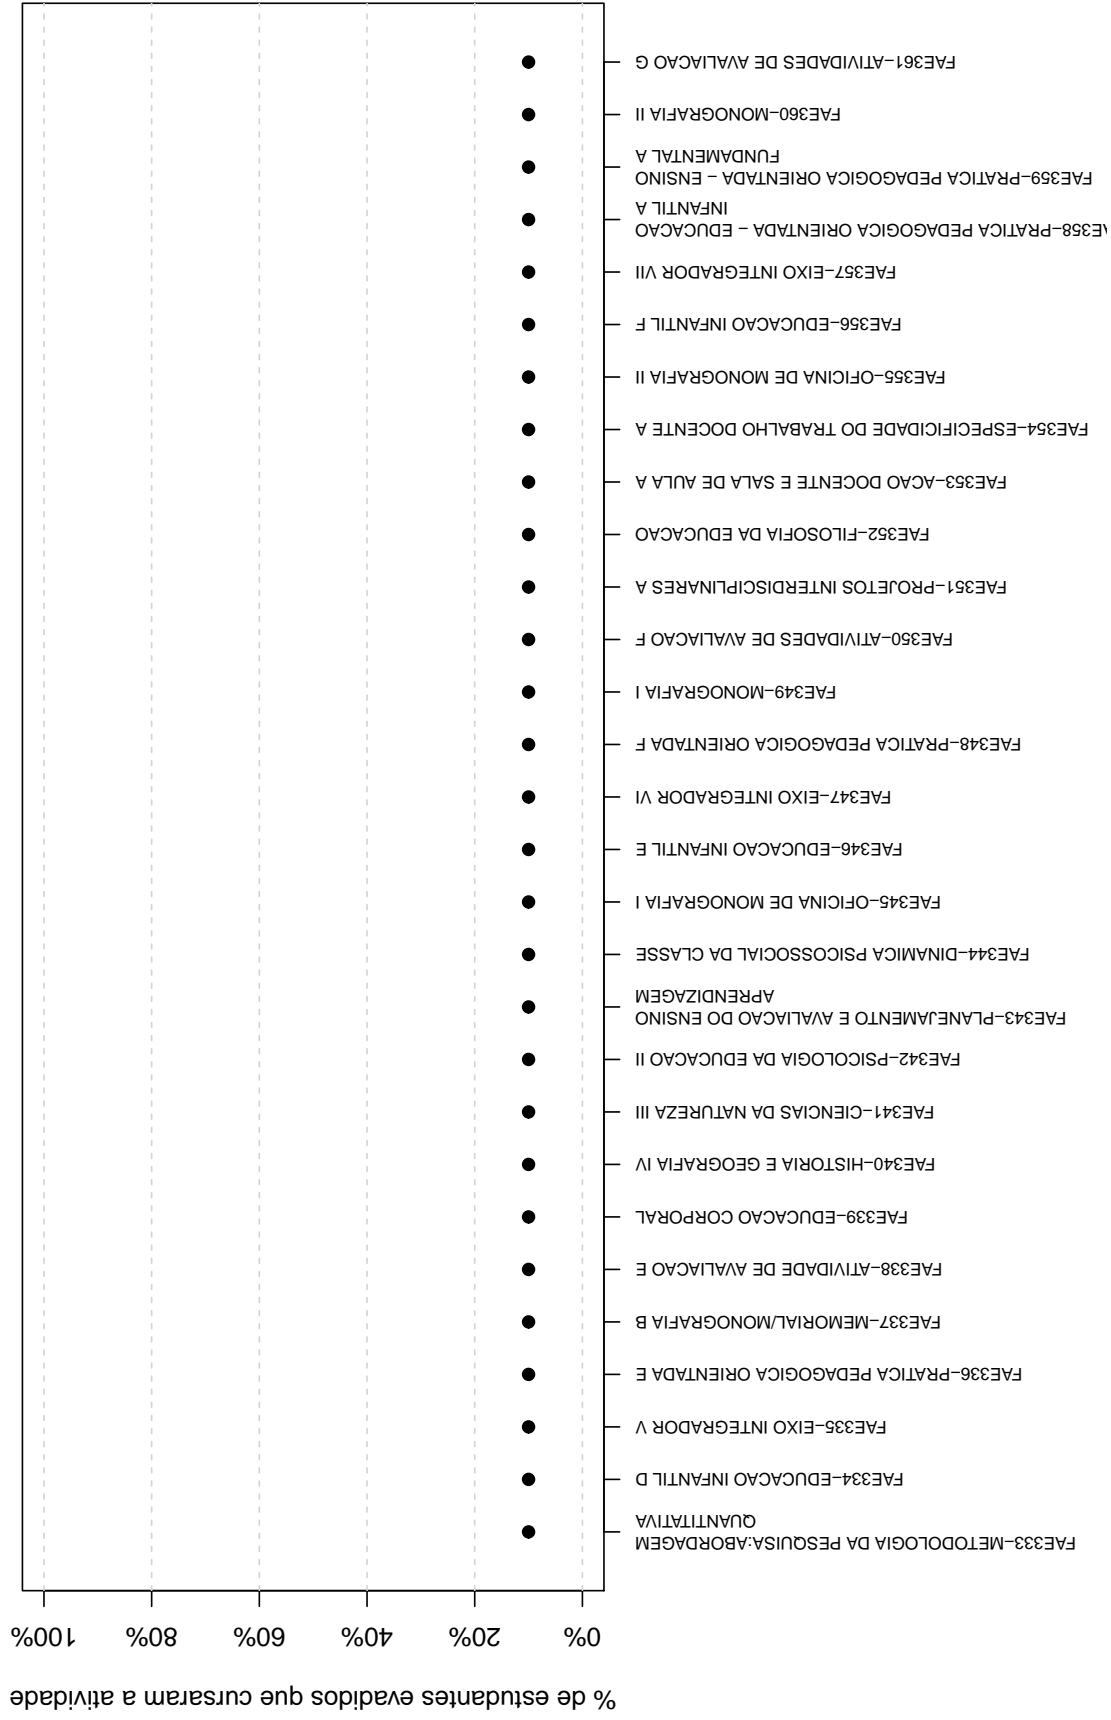 % de estudantes evadidos que cursaram a atividade
0% 20% 40% 60% 80% 100%
FAE333−METODOLOGIA DA PESQUISA:ABORDAGEM
QUANTITATIVA
FAE334−EDUCACAO INFANTIL D
FAE335−EIXO INTEGRADOR V
FAE336−PRATICA PEDAGOGICA ORIENTADA E
FAE337−MEMORIAL/MONOGRAFIA B
FAE338−ATIVIDADE DE AVALIACAO E
FAE339−EDUCACAO CORPORAL
FAE340−HISTORIA E GEOGRAFIA IV
FAE341−CIENCIAS DA NATUREZA III
FAE342−PSICOLOGIA DA EDUCACAO II
FAE343−PLANEJAMENTO E AVALIACAO DO ENSINO
APRENDIZAGEM
FAE344−DINAMICA PSICOSSOCIAL DA CLASSE
FAE345−OFICINA DE MONOGRAFIA I
FAE346−EDUCACAO INFANTIL E
FAE347−EIXO INTEGRADOR VI
FAE348−PRATICA PEDAGOGICA ORIENTADA F
FAE349−MONOGRAFIA I
FAE350−ATIVIDADES DE AVALIACAO F
FAE351−PROJETOS INTERDISCIPLINARES A
FAE352−FILOSOFIA DA EDUCACAO
FAE353−ACAO DOCENTE E SALA DE AULA A
FAE354−ESPECIFICIDADE DO TRABALHO DOCENTE A
FAE355−OFICINA DE MONOGRAFIA II
FAE356−EDUCACAO INFANTIL F
FAE357−EIXO INTEGRADOR VII
AE358−PRATICA PEDAGOGICA ORIENTADA − EDUCACAO
INFANTIL A
FAE359−PRATICA PEDAGOGICA ORIENTADA − ENSINO
FUNDAMENTAL A
FAE360−MONOGRAFIA II
FAE361−ATIVIDADES DE AVALIACAO G